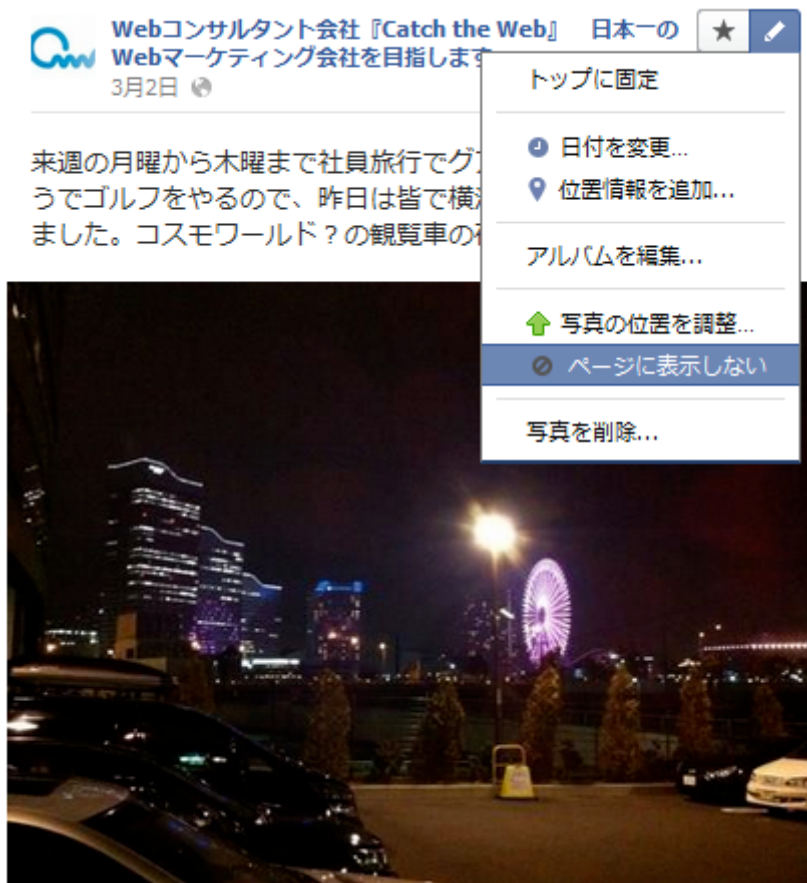 Webコンサルタント会社『Catch the Web』 日本一の
Webマーケティング会社を目指します
3月2日
来週の月曜から木曜まで社員旅行でグ
うでゴルフをやるので、昨日は皆で横
ました。コスモワールド？の観覧車の
トップに固定
日付を変更...
位置情報を追加...
アルバムを編集...
写真の位置を調整...
ページに表示しない
写真を削除...